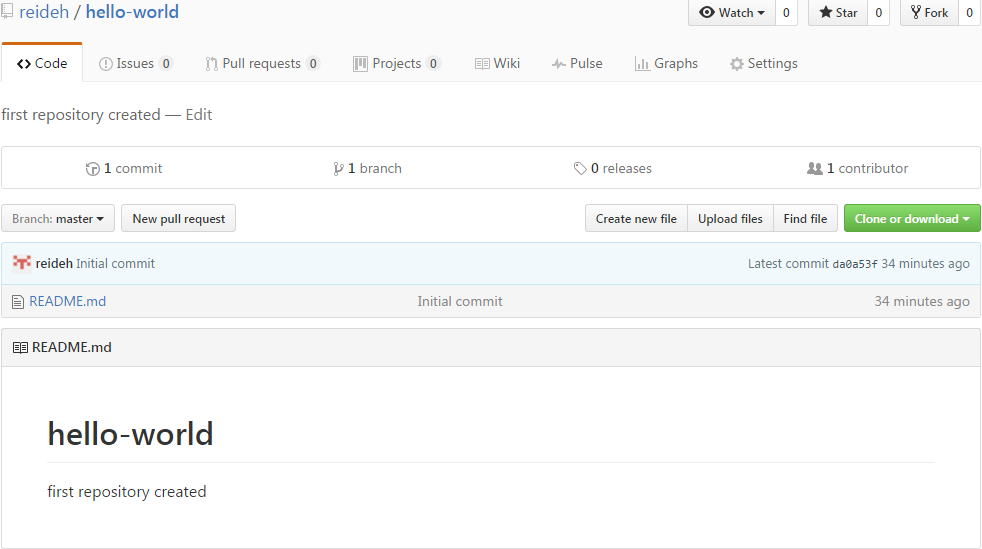 reideh / hello-world Watch 0 Star 0 Fork 0
Code Issues 0 Pull requests 0 Projects 0 Wiki Pulse Graphs Settings
first repository created — Edit
1 commit 1 branch 0 releases 1 contributor
Branch: master New pull request Create new file Upload files Find file Clone or download
reideh Initial commit Latest commit da0a53f 34 minutes ago
README.md Initial commit 34 minutes ago
README.md
hello-world
first repository created